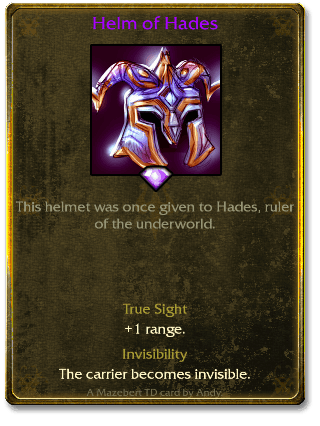 Helm of Hades
This helmet was once given to Hades, ruler
of the underworld.
True Sight
+1 range.
Invisibility
The carrier becomes invisible.
A Mazebert TD card by Andy.